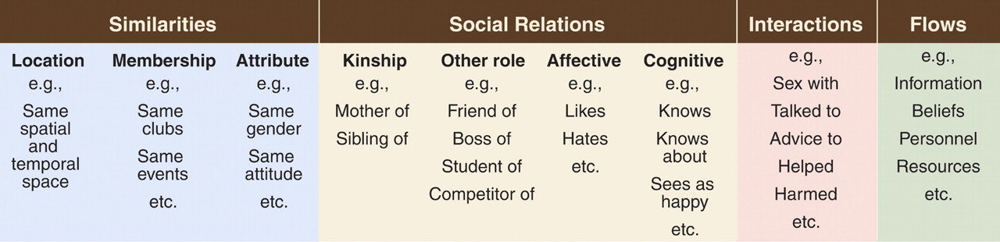 Similarities
Social Relations
Interactions
Flows
Location
e.g.,
Same
spatial
and
temporal
space
Membership
e.g.,
Same
clubs
Same
events
etc.
Attribute
e.g.,
Same
gender
Same
attitude
etc.
Kinship
e.g.,
Mother of
Sibling of
Other role
e.g.,
Friend of
Boss of
Student of
Competitor of
Affective
e.g.,
Likes
Hates
etc.
Cognitive
e.g.,
Knows
Knows
about
Sees as
happy
etc.
e.g.,
Sex with
Talked to
Advice to
Helped
Harmed
etc.
e.g.,
Information
Beliefs
Personnel
Resources
etc.